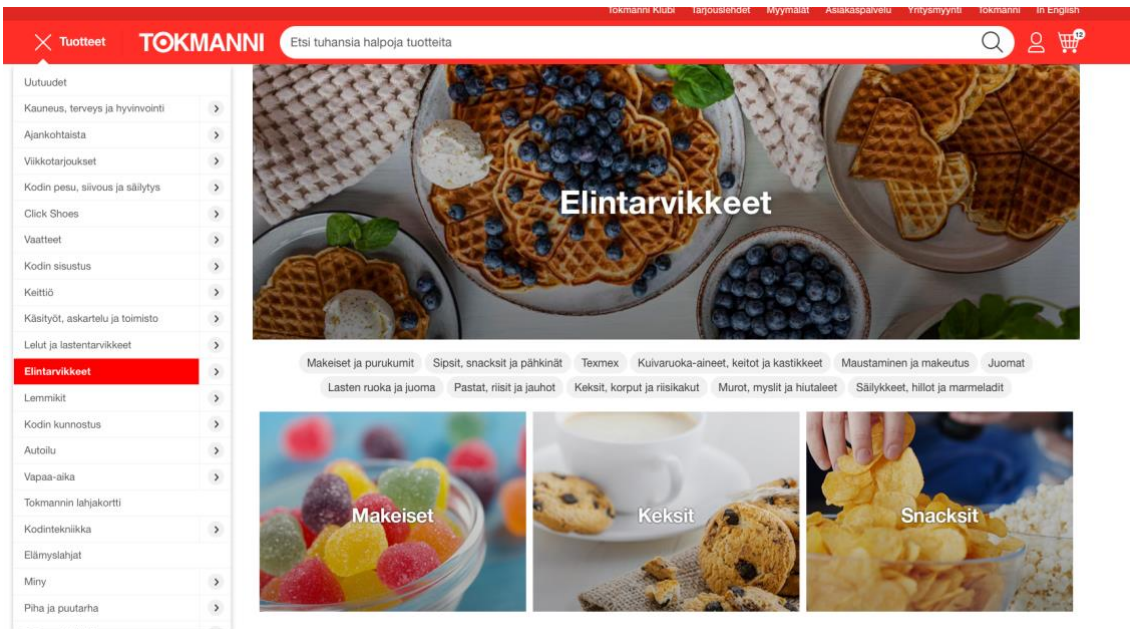 Tokmanni Klubi Tarjouslehdet Myymälät Asiakaspalvelu Yritysmyynti Tokmanni In English
Tuotteet TOKMANNI Etsi tuhansia halpoja tuotteita 12
Uutuudet
Kauneus, terveys ja hyvinvointi
Ajankohtaista
Viikkotarjoukset
Kodin pesu, siivous ja säilytys
Click Shoes
Vaatteet
Kodin sisustus
Keittiö
Käsityöt, askartelu ja toimisto
Lelut ja lastentarvikkeet
Elintarvikkeet
Lemmikit
Kodin kunnostus
Autoilu
Vapaa-aika
Tokmannin lahjakortti
Kodintekniikka
Elämyslahjat
Miny
Piha ja puutarha
Elintarvikkeet
Makeiset ja purukumit Sipsit, snacksit ja pähkinät Texmex Kuivaruoka-aineet, keitot ja kastikkeet Maustaminen ja makeutus Juomat
Lasten ruoka ja juoma Pastat, riisit ja jauhot Keksit, korput ja riisikakut Murot, myslit ja hiutaleet Säilykkeet, hillot ja marmeladit
Makeiset Keksit Snacksit